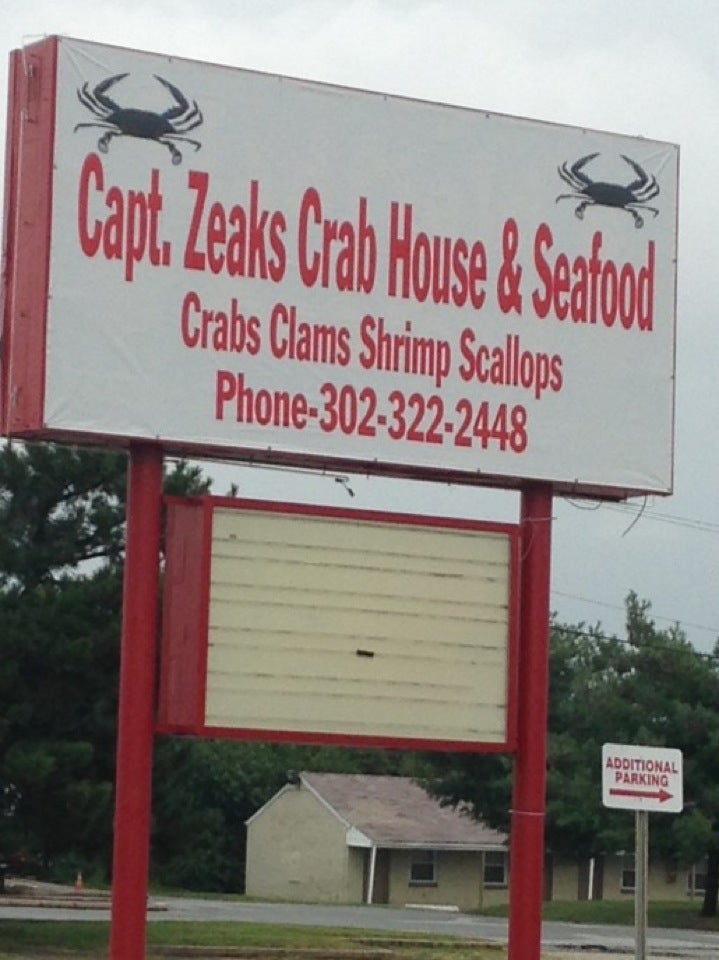 Capt. Zeaks Crab House & Seafood
Crabs Clams Shrimp Scallops
Phone-302-322-2448
ADDITIONAL
PARKING